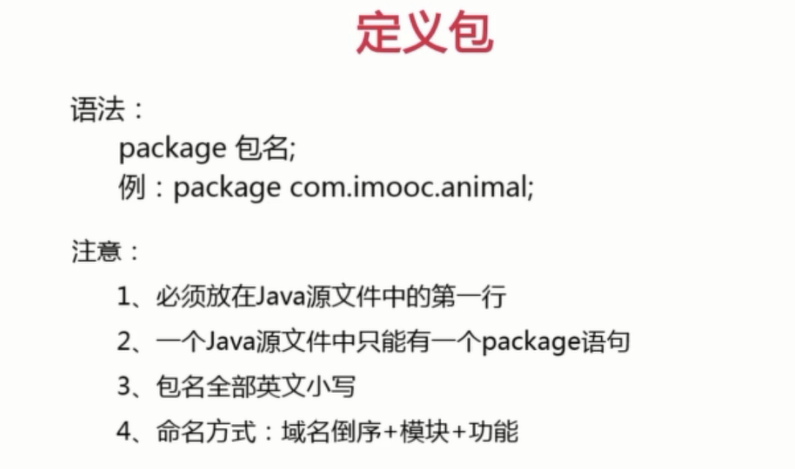 定义包
语法：
package 包名;
例：package com.imooc.animal;
注意：
1、必须放在Java源文件中的第一行
2、一个Java源文件中只能有一个package语句
3、包名全部英文小写
4、命名方式：域名倒序+模块+功能